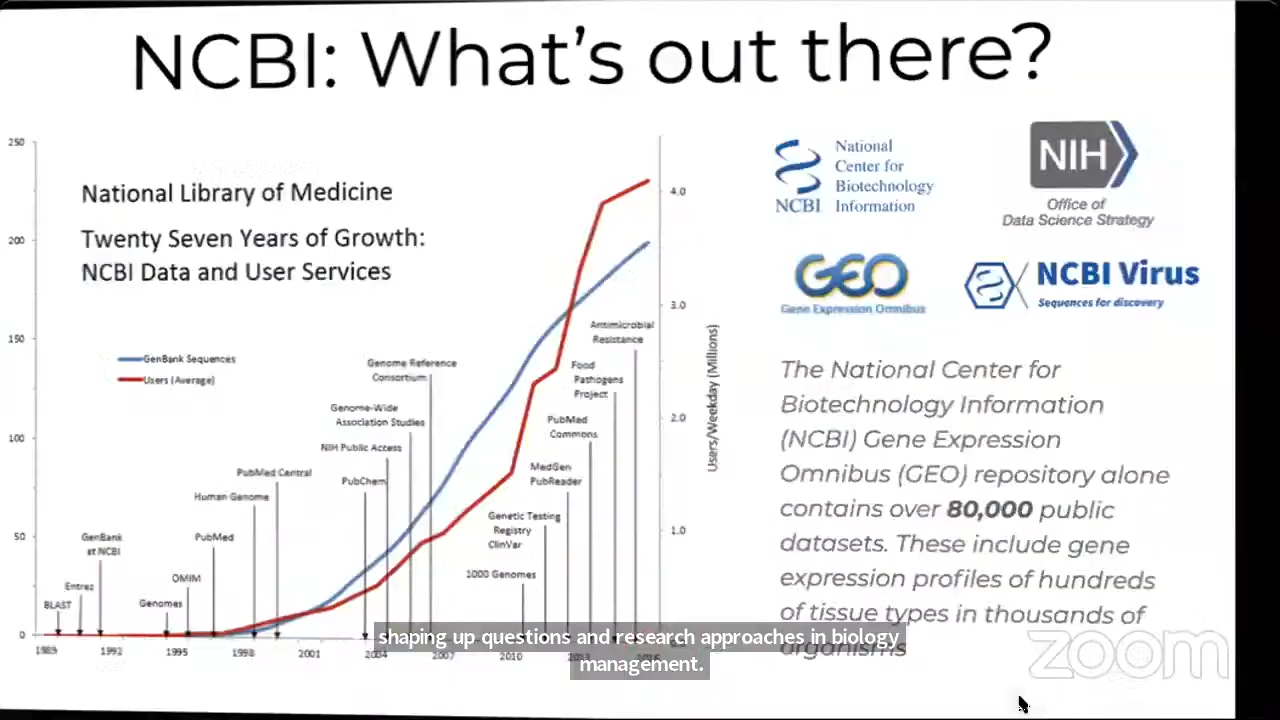 NCBI: What's out there?
250
200
150
100
50
0
National Library of Medicine
Twenty Seven Years of Growth:
NCBI Data and User Services
GenBank Sequences
Users (Average)
BLAST
Entrez
GenBank
at NCBI
Genomes
OMIM
PubMed
Human Genome
PubMed Central
PubChem
NIH Public Access
Genome-Wide
Association Studies
Genome Reference
Consortium
1000 Genomes
Genetic Testing
Registry
ClinVar
MedGen
PubReader
PubMed
Commons
Food
Pathogens
Project
Antimicrobial
Resistance
4.0
3.0
2.0
1.0
Users/Weekday (Millions)
1989
1992
1995
1998
2001
2004
2007
2010
2013
National
Center for
Biotechnology
NCBI Information
NIH
Office of
Data Science Strategy
GEO
Gene Expression Omnibus
NCBI Virus
Sequences for discovery
The National Center for
Biotechnology Information
(NCBI) Gene Expression
Omnibus (GEO) repository alone
contains over 80,000 public
datasets. These include gene
expression profiles of hundreds
of tissue types in thousands of
organisms
shaping up questions and research approaches in biology
management.
zoom